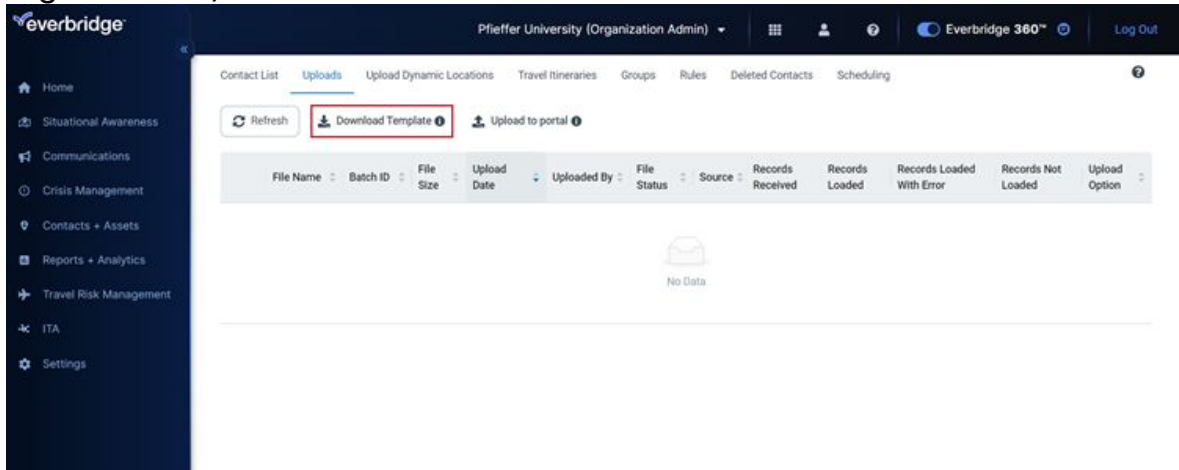 everbridge
Pfieffer University (Organization Admin)
Everbridge 360™
Log Out
«
Home
Situational Awareness
Communications
Crisis Management
Contacts + Assets
Reports + Analytics
Travel Risk Management
ITA
Settings
Contact List Uploads Upload Dynamic Locations Travel Itineraries Groups Rules Deleted Contacts Scheduling
Refresh Download Template Upload to portal
File Name Batch ID File Size Upload Date Uploaded By File Status Source Records Received Records Loaded Records Loaded With Error Records Not Loaded Upload Option
No Data